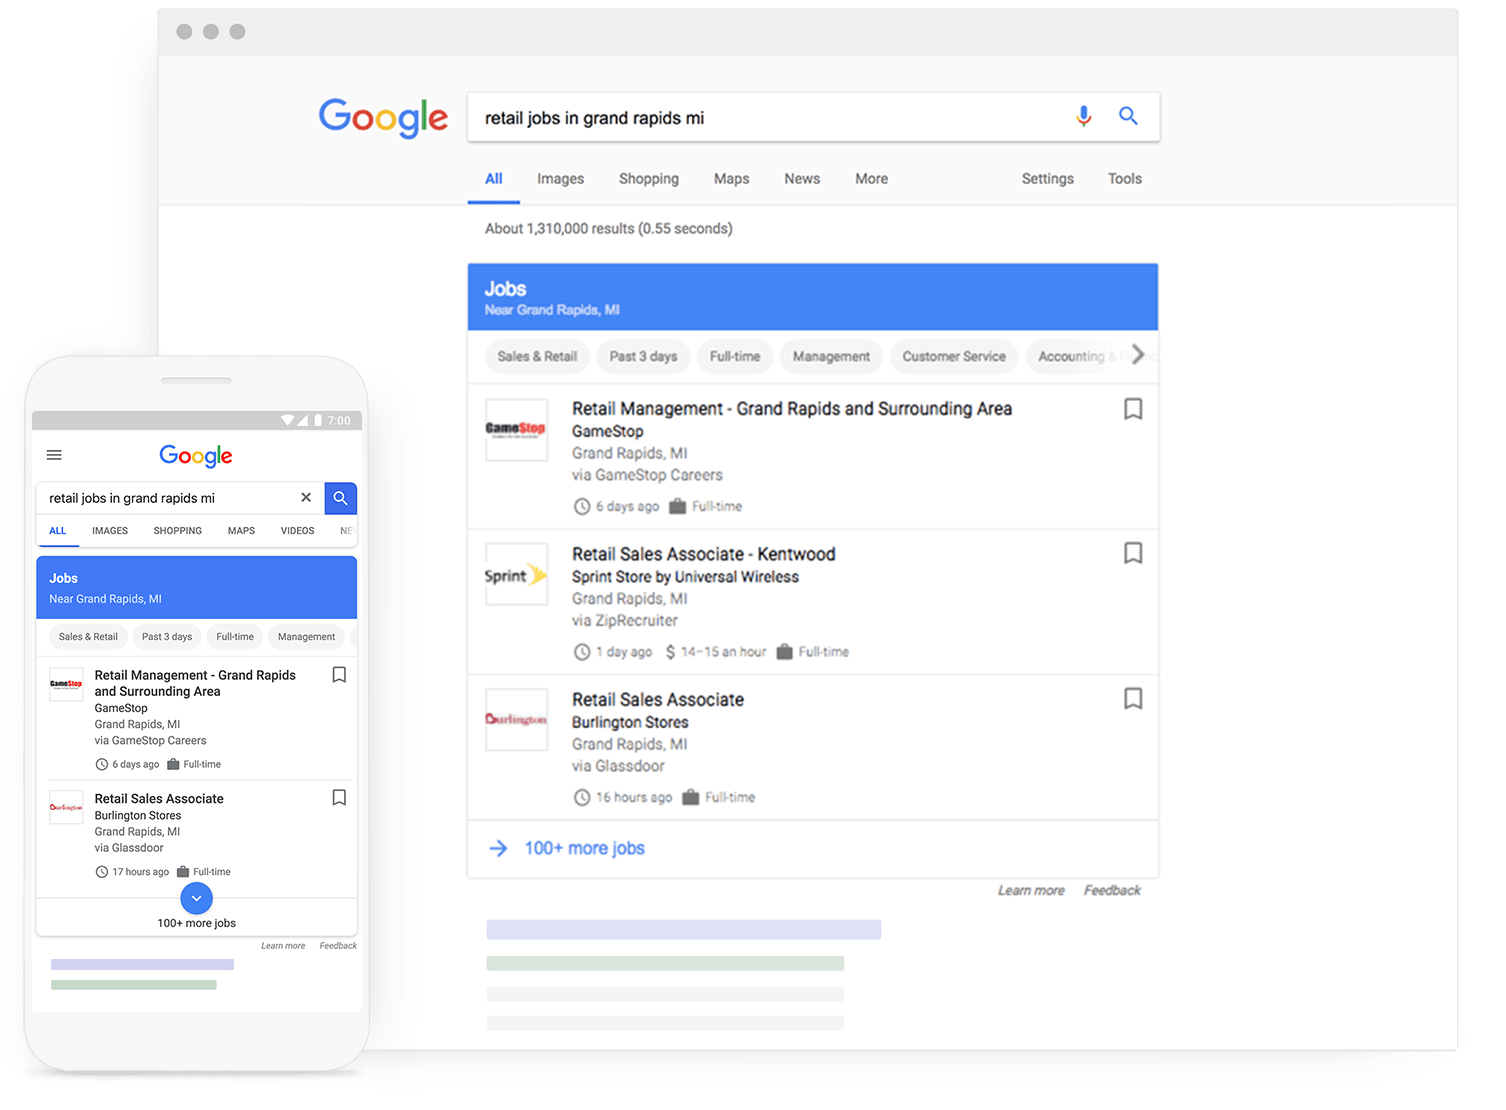 Google
retail jobs in grand rapids mi
All Images Shopping Maps News More Settings Tools
About 1,310,000 results (0.55 seconds)
Jobs
Near Grand Rapids, MI
Sales & Retail Past 3 days Full-time Management Customer Service Accounting &
GameStop
Retail Management - Grand Rapids and Surrounding Area
GameStop
Grand Rapids, MI
via GameStop Careers
6 days ago Full-time
Sprint
Retail Sales Associate - Kentwood
Sprint Store by Universal Wireless
Grand Rapids, MI
via ZipRecruiter
1 day ago $ 14–15 an hour Full-time
Burlington
Retail Sales Associate
Burlington Stores
Grand Rapids, MI
via Glassdoor
16 hours ago Full-time
100+ more jobs
Learn more Feedback
7:00
Google
retail jobs in grand rapids mi
ALL IMAGES SHOPPING MAPS VIDEOS
Jobs
Near Grand Rapids, MI
Sales & Retail Past 3 days Full-time Management
GameStop
Retail Management - Grand Rapids
and Surrounding Area
GameStop
Grand Rapids, MI
via GameStop Careers
6 days ago Full-time
Burlington
Retail Sales Associate
Burlington Stores
Grand Rapids, MI
via Glassdoor
17 hours ago Full-time
100+ more jobs
Learn more Feedback